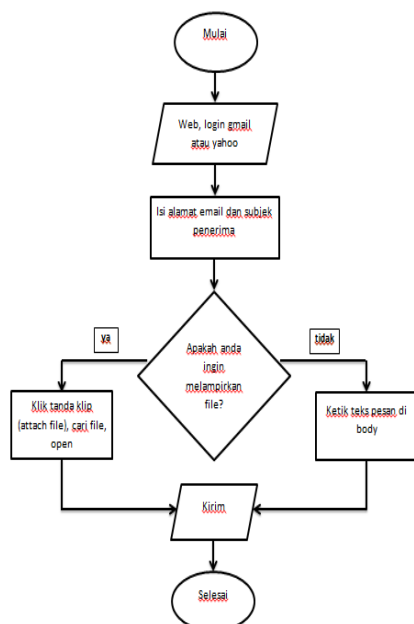 Mulai
Web, login gmail
atau yahoo
Isi alamat email dan subjek
penerima
Apakah anda
ingin
melampirkan
file?
ya
tidak
Klik tanda klip
(attach file), cari file,
open
Ketik teks pesan di
body
Kirim
Selesai